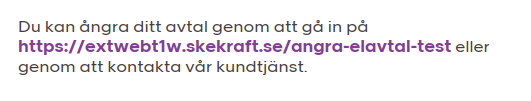 Du kan ångra ditt avtal genom att gå in på
https://extwebt1w.skekraft.se/angra-elavtal-test eller
genom att kontakta vår kundtjänst.